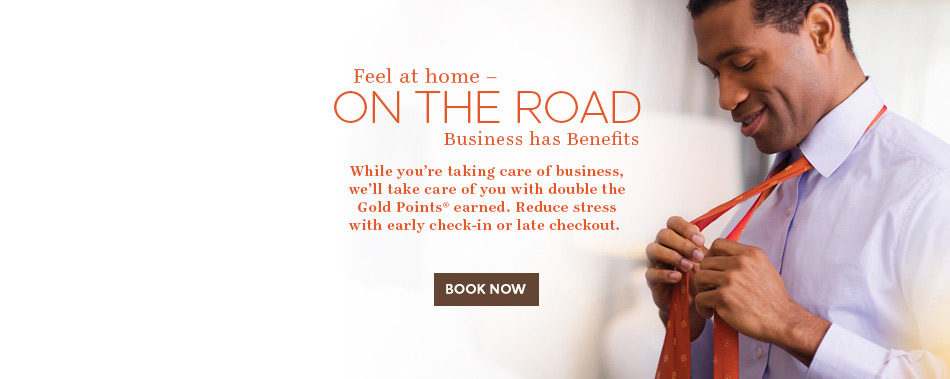 Feel at home –
ON THE ROAD
Business has Benefits
While you’re taking care of business,
we’ll take care of you with double the
Gold Points® earned. Reduce stress
with early check-in or late checkout.
BOOK NOW